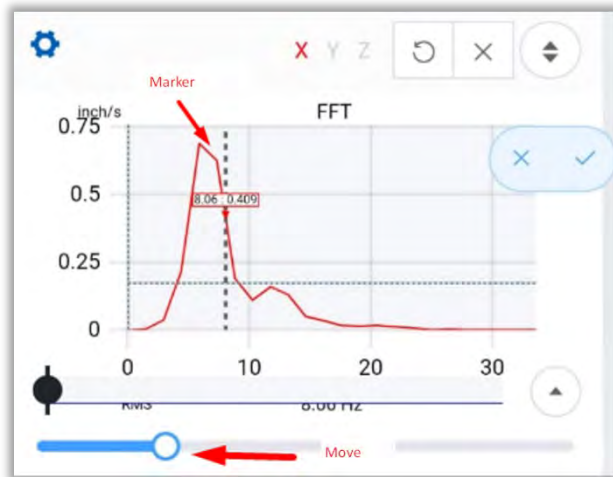 X Y Z
Marker
inch/s
FFT
0.75
0.5
8.06 : 0.409
0.25
0
0 10 20 30
RMS 8.06 Hz
Move